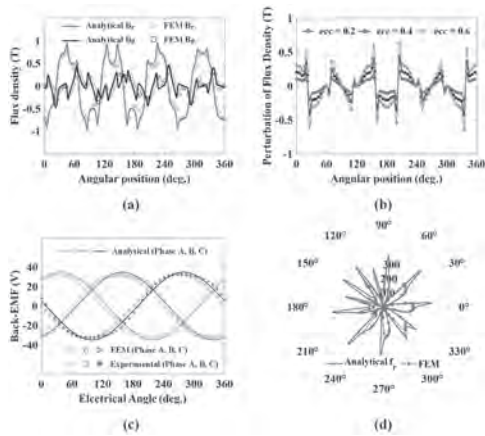 Analytical Br FEM Br
Analytical Bθ FEM Bθ
Flux density (T)
1
0.5
0
-0.5
-1
0 60 120 180 240 300 360
Angular position (deg.)
(a)
ecc = 0.2 ecc = 0.4 ecc = 0.6
Perturbation of Flux Density (T)
1
0.5
0
-0.5
-1
0 60 120 180 240 300 360
Angular position (deg.)
(b)
Analytical (Phase A, B, C)
Back-EMF (V)
40
20
0
-20
-40
FEM (Phase A, B, C)
Experimental (Phase A, B, C)
0 60 120 180 240 300 360
Electrical Angle (deg.)
(c)
90°
120° 60°
150° 30°
300
180° 0°
210° 330°
Analytical fr FEM
240° 300°
270°
(d)